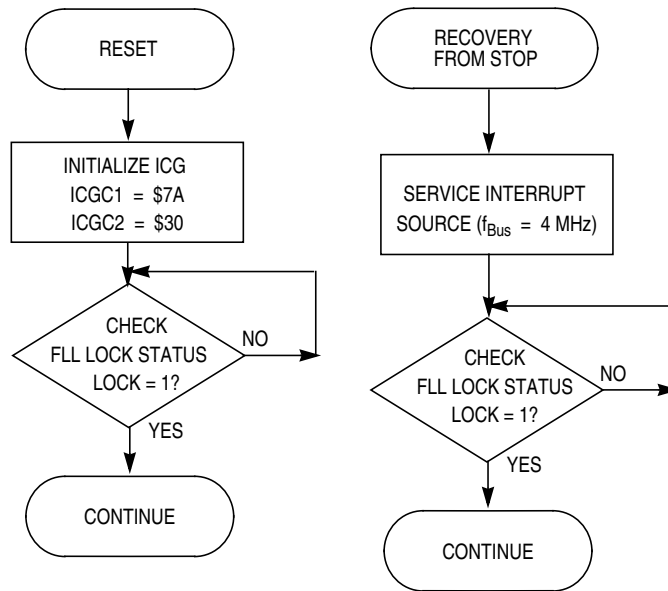 RESET
INITIALIZE ICG
ICGC1 = $7A
ICGC2 = $30
CHECK
FLL LOCK STATUS
LOCK = 1?
NO
YES
CONTINUE
RECOVERY
FROM STOP
SERVICE INTERRUPT
SOURCE (fBus = 4 MHz)
CHECK
FLL LOCK STATUS
LOCK = 1?
NO
YES
CONTINUE